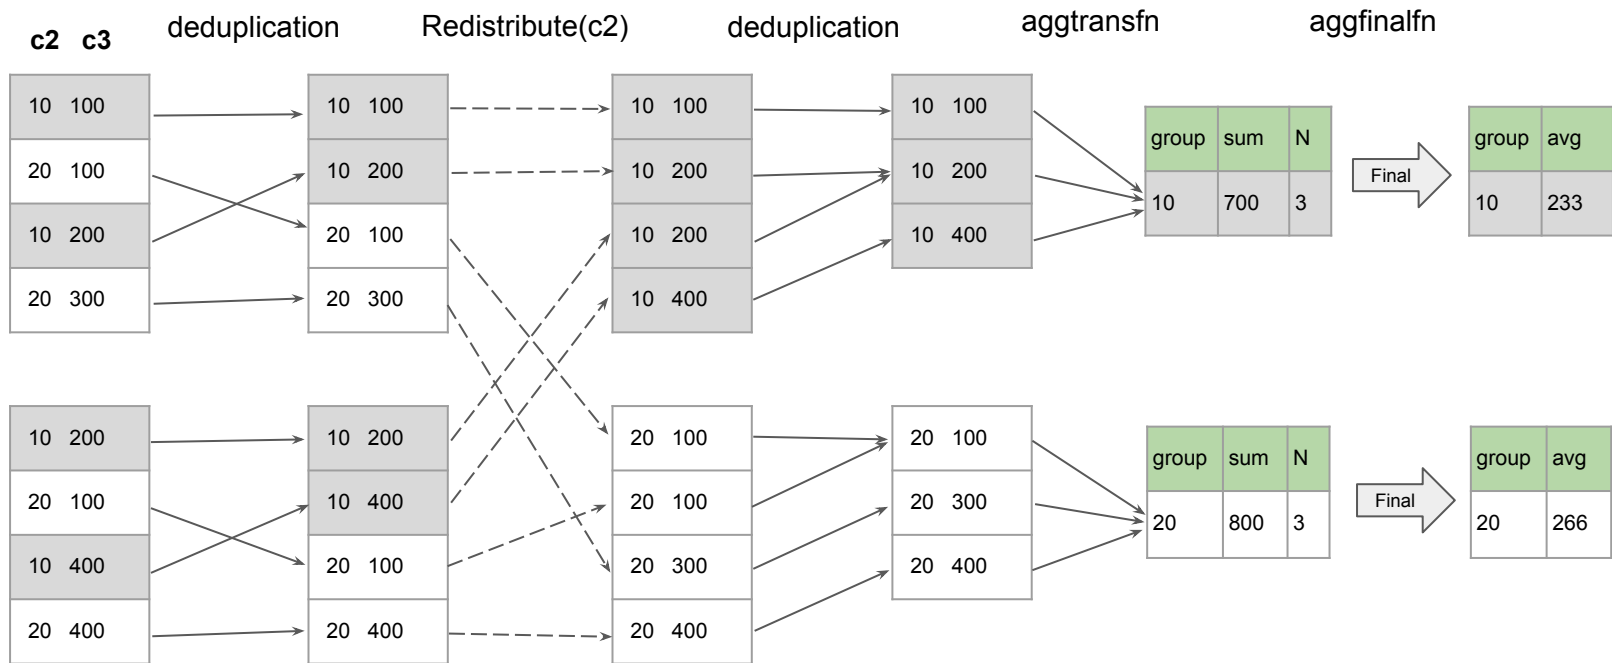 c2 c3 deduplication Redistribute(c2) deduplication aggtransfn aggfinalfn
10 100 10 100 10 100 10 100
group sum N Final group avg
20 100 10 200 10 200 10 200
10 700 3 10 233
10 200 20 100 10 200 10 400
20 300 20 300 10 400
10 200 10 200 20 100 20 100
group sum N Final group avg
20 100 10 400 20 100 20 300
20 800 3 20 266
10 400 20 100 20 300 20 400
20 400 20 400 20 400